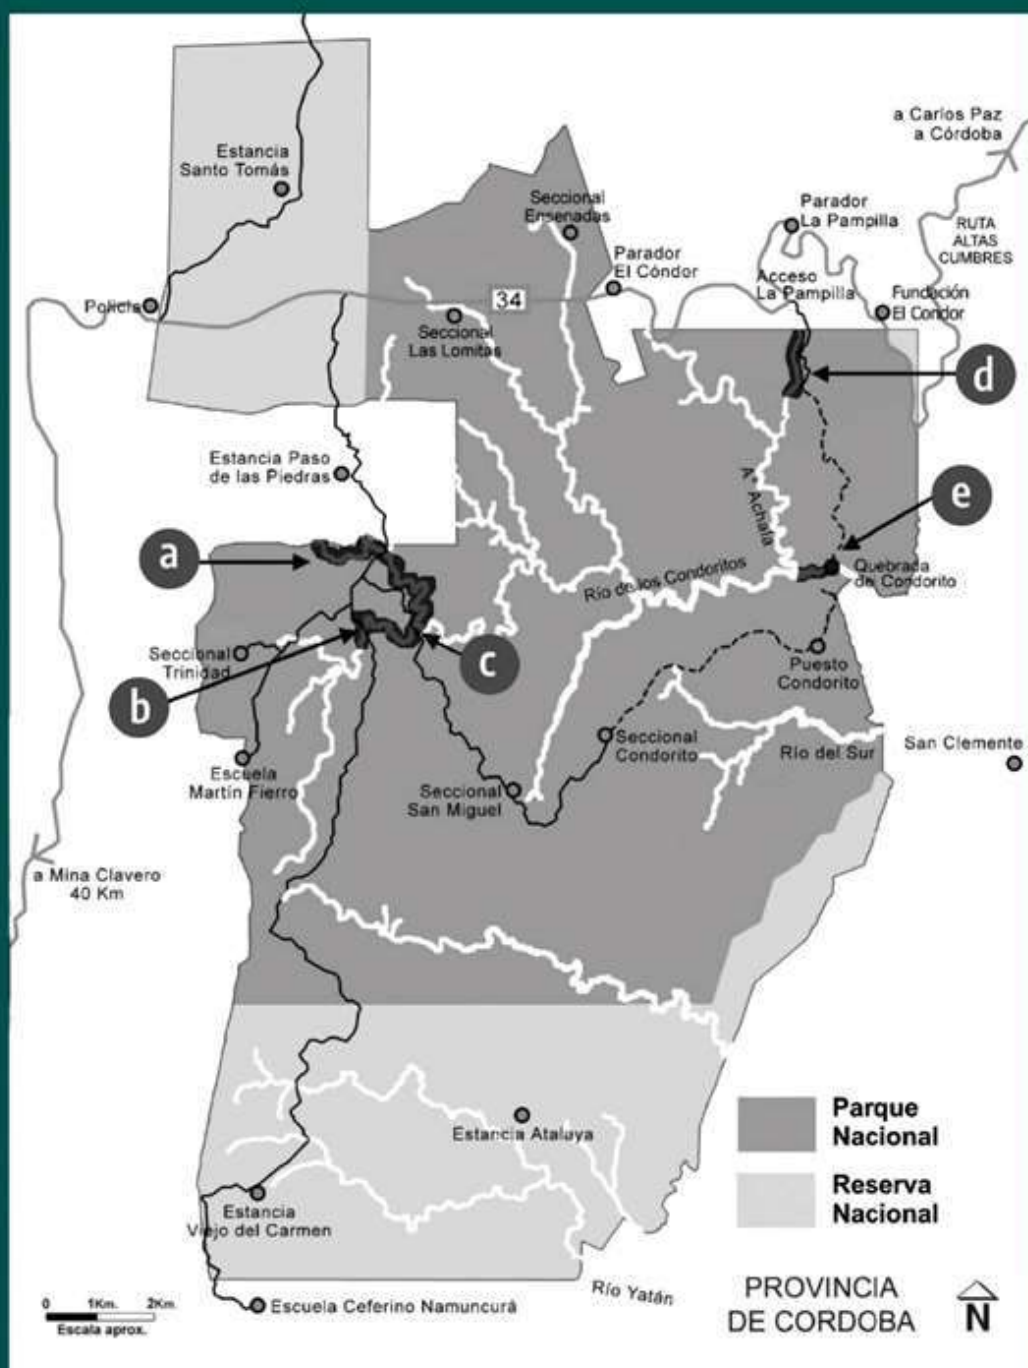 a Carlos Paz
a Córdoba
Estancia
Santo Tomás
Seccional
Ensenadas
Parador
La Pampilla
RUTA
ALTAS
CUMBRES
Parador
El Cóndor
Acceso
La Pampilla
Fundación
El Condor
Policía
34
Seccional
Las Lomitas
d
Estancia Paso
de las Piedras
A° Achala
e
a
Quebrada
del Condorito
Río de los Condoritos
Seccional
Trinidad
c
b
Puesto
Condorito
Escuela
Martín Fierro
Seccional
San Miguel
Seccional
Condorito
Río del Sur
San Clemente
a Mina Clavero
40 Km
Parque
Nacional
Estancia Ataluya
Reserva
Nacional
Estancia
Viejo del Carmen
Río Yatán
PROVINCIA
DE CORDOBA
N
0 1Km. 2Km.
Escala aprox.
Escuela Ceferino Namuncurá